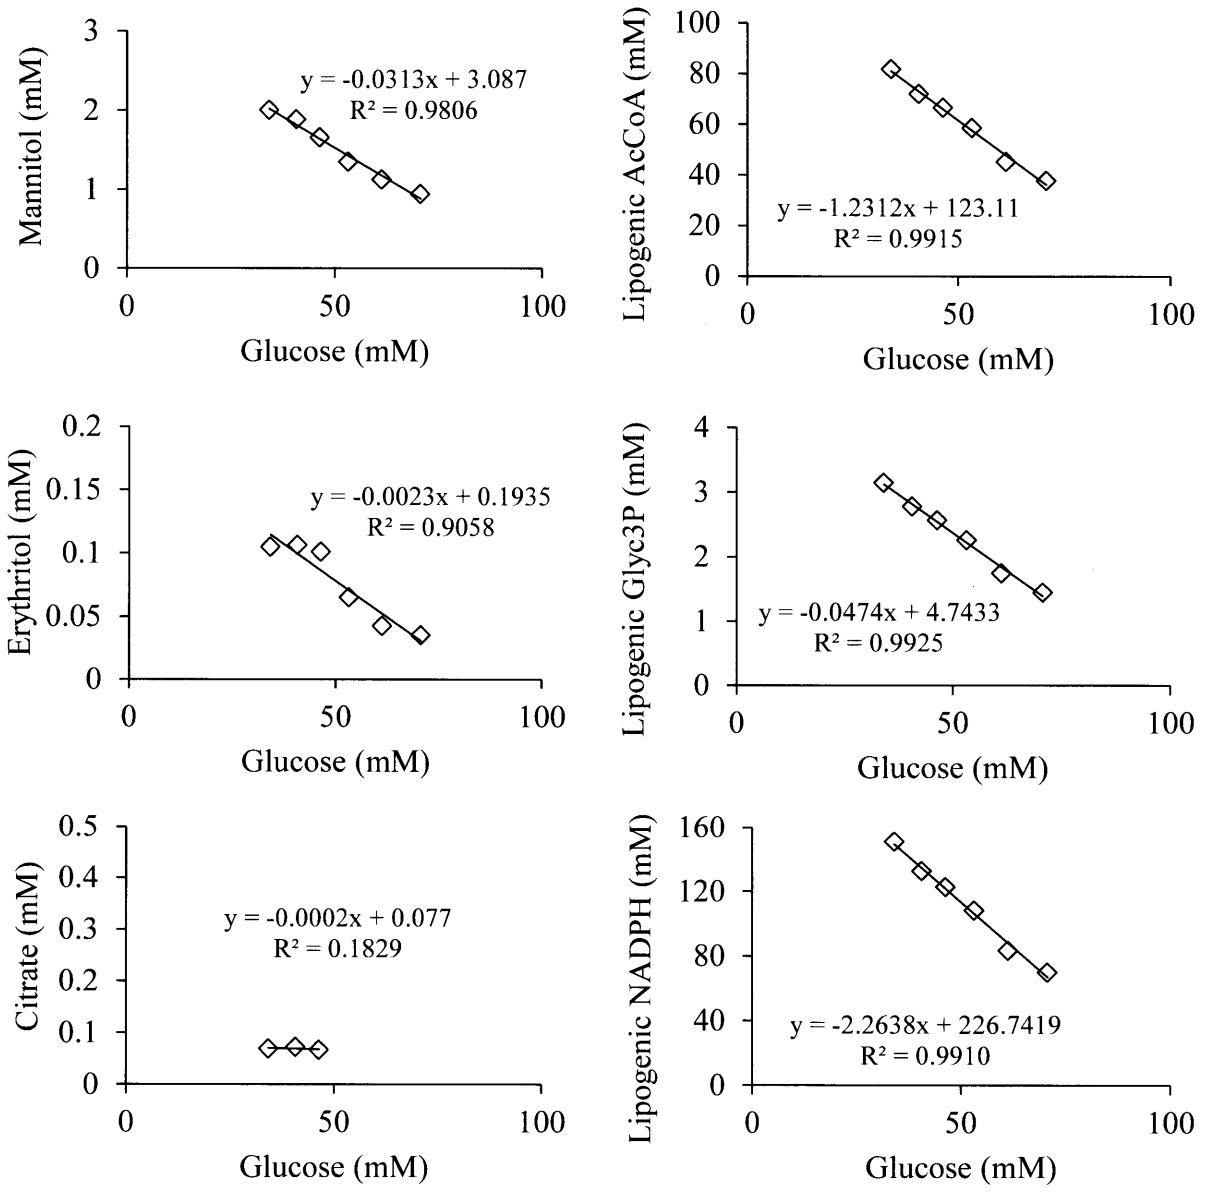 Mannitol (mM)
3
2
1
0
y = -0.0313x + 3.087
R² = 0.9806
0 50 100
Glucose (mM)
Lipogenic AcCoA (mM)
100
80
60
40
20
0
y = -1.2312x + 123.11
R² = 0.9915
0 50 100
Glucose (mM)
Erythritol (mM)
0.2
0.15
0.1
0.05
0
y = -0.0023x + 0.1935
R² = 0.9058
0 50 100
Glucose (mM)
Lipogenic Glyc3P (mM)
4
3
2
1
0
y = -0.0474x + 4.7433
R² = 0.9925
0 50 100
Glucose (mM)
Citrate (mM)
0.5
0.4
0.3
0.2
0.1
0
y = -0.0002x + 0.077
R² = 0.1829
0 50 100
Glucose (mM)
Lipogenic NADPH (mM)
160
120
80
40
0
y = -2.2638x + 226.7419
R² = 0.9910
0 50 100
Glucose (mM)